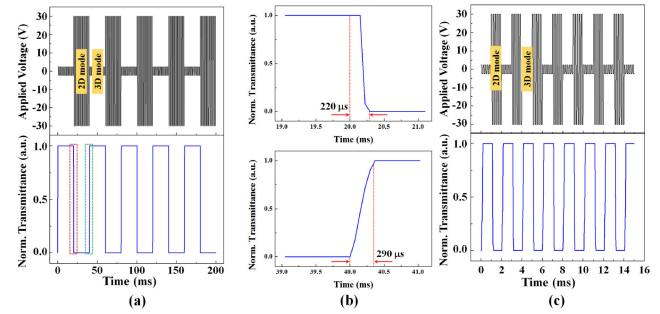 30
20
10
0
-10
-20
-30
Applied Voltage (V)
2D mode
3D mode
1.0
0.5
0.0
Norm. Transmittance (a.u.)
0 50 100 150 200
Time (ms)
(a)
1.0
0.5
0.0
Norm. Transmittance (a.u.)
220 μs
19.0 19.5 20.0 20.5 21.0
Time (ms)
1.0
0.5
0.0
Norm. Transmittance (a.u.)
290 μs
39.0 39.5 40.0 40.5 41.0
Time (ms)
(b)
30
20
10
0
-10
-20
-30
Applied Voltage (V)
2D mode
3D mode
1.0
0.5
0.0
Norm. Transmittance (a.u.)
0 2 4 6 8 10 12 14 16
Time (ms)
(c)